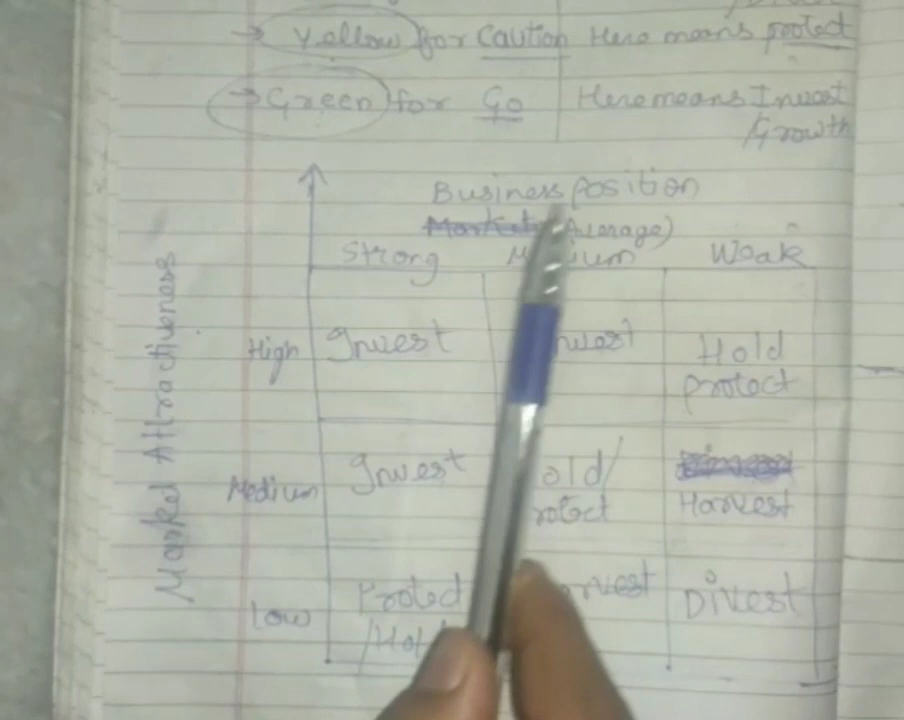 → Yellow for Caution Here means protect
→ Green for Go Here means Invest
/Growth
Business Position
Market (Average)
Strong Weak
Market Attractiveness
High Invest Hold
protect
Medium Invest Harvest
Low Protect Divest